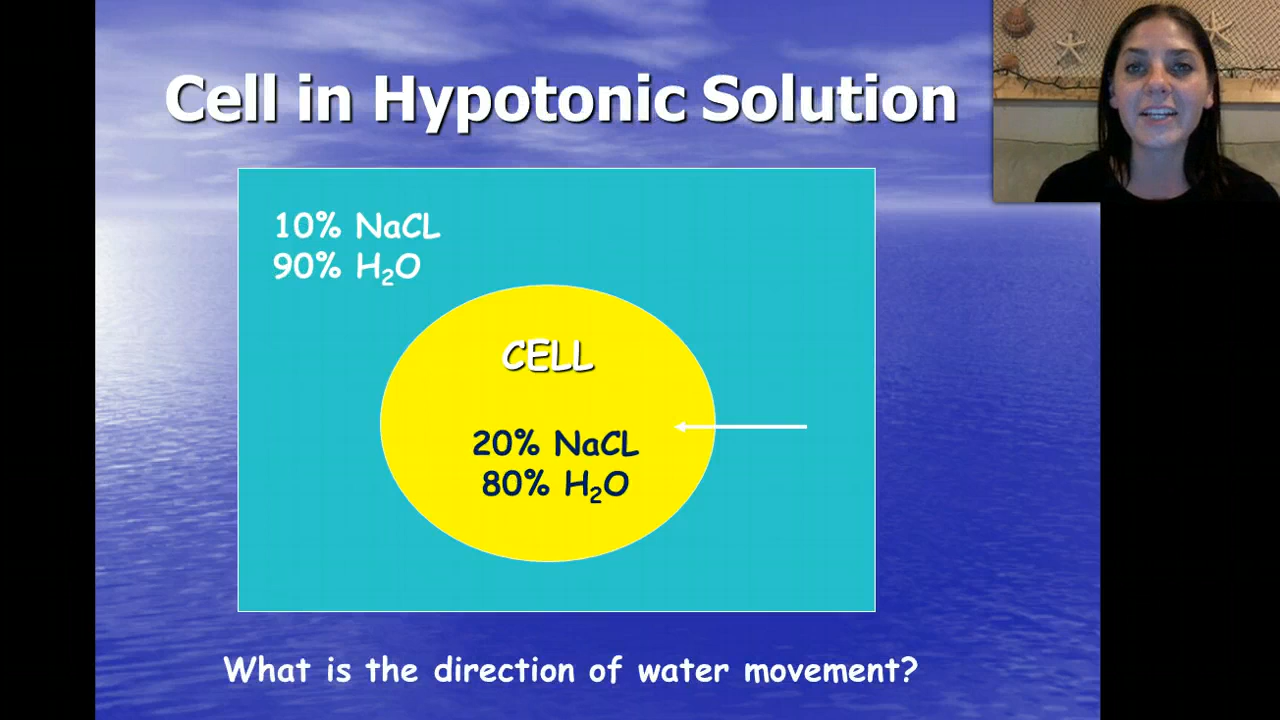 Cell in Hypotonic Solution
10% NaCL
90% H₂O
CELL
20% NaCL
80% H₂O
What is the direction of water movement?